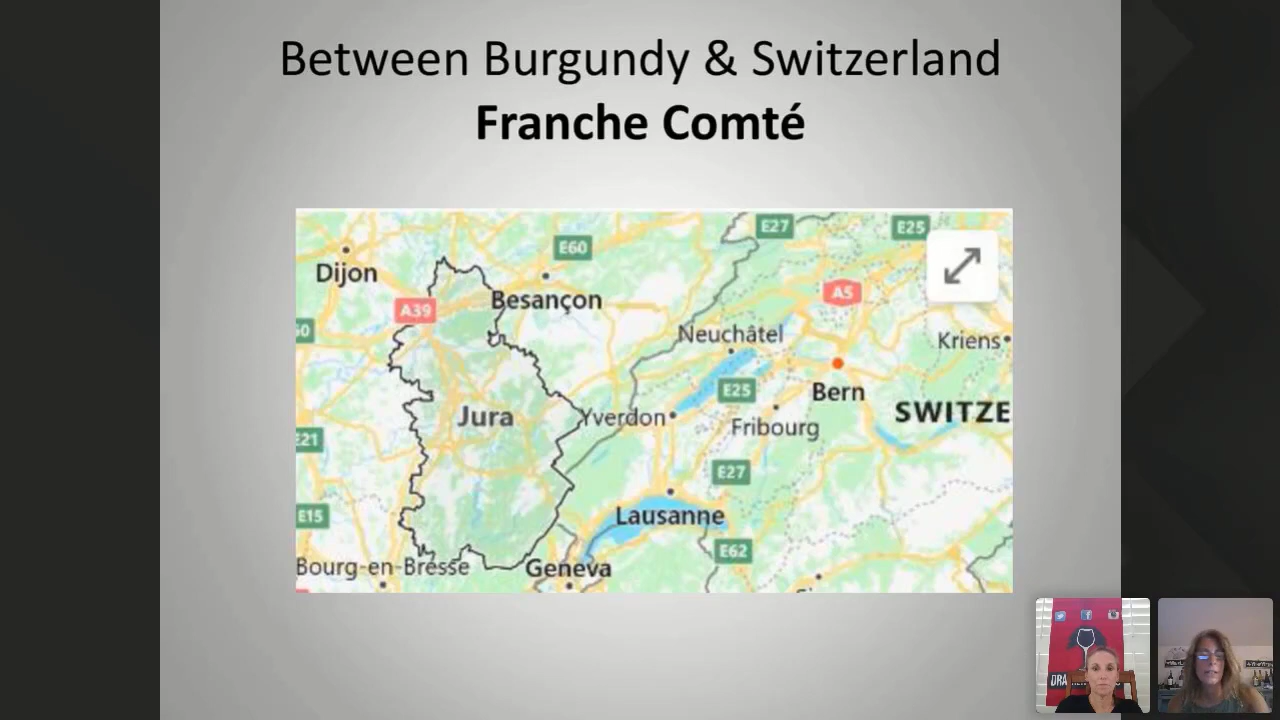 Between Burgundy & Switzerland
Franche Comté
E27
E25
E60
Dijon
A39
Besançon
A5
Neuchâtel
Kriens
E25
Bern
Jura
Yverdon
Fribourg
SWITZE
E21
E27
E15
Lausanne
E62
Bourg-en-Bresse
Geneva
DRA